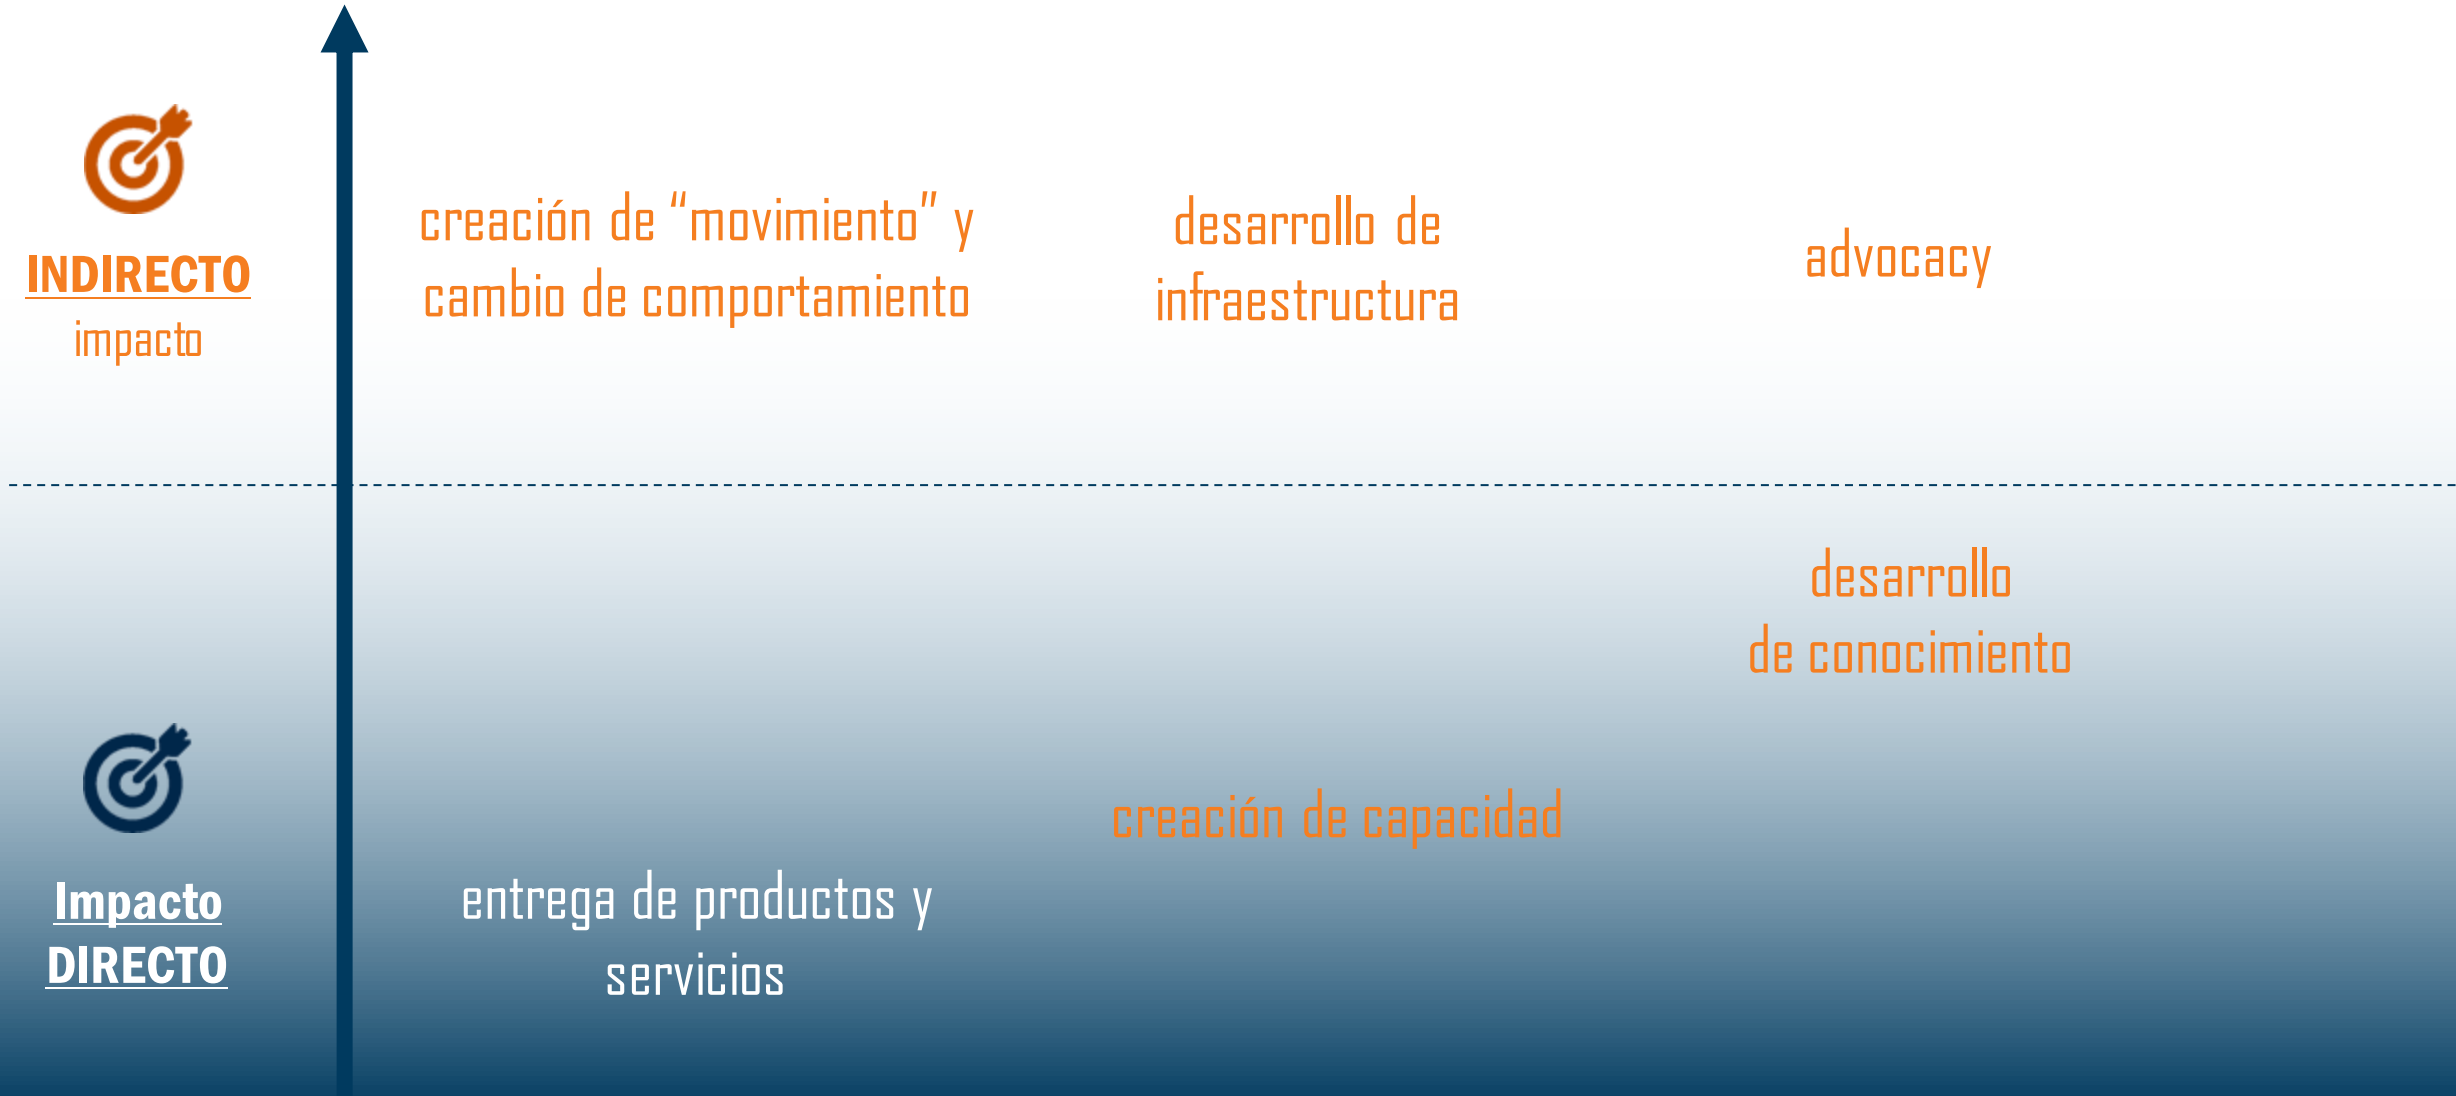 INDIRECTO
impacto
creación de “movimiento” y
cambio de comportamiento
desarrollo de
infraestructura
advocacy
desarrollo
de conocimiento
creación de capacidad
Impacto
DIRECTO
entrega de productos y
servicios